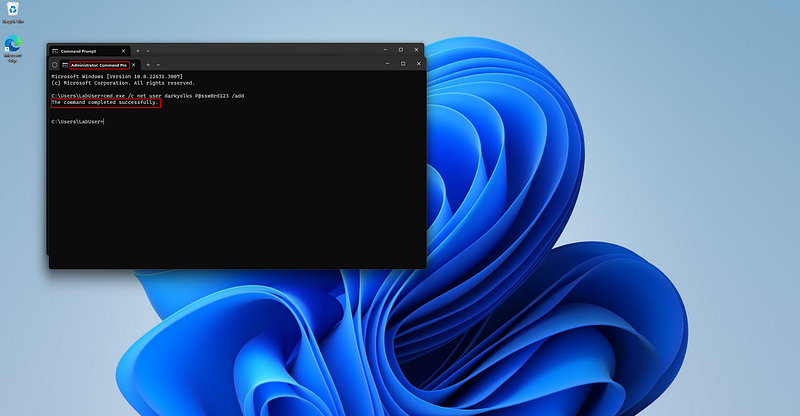 Recycle Bin
Microsoft
Edge
Command Prompt
Administrator: Command Pro
Microsoft Windows [Version 10.0.22631.3007]
(c) Microsoft Corporation. All rights reserved.
C:\Users\LabUser>cmd.exe /c net user darkyolks P@ssw0rd123 /add
The command completed successfully.
C:\Users\LabUser>